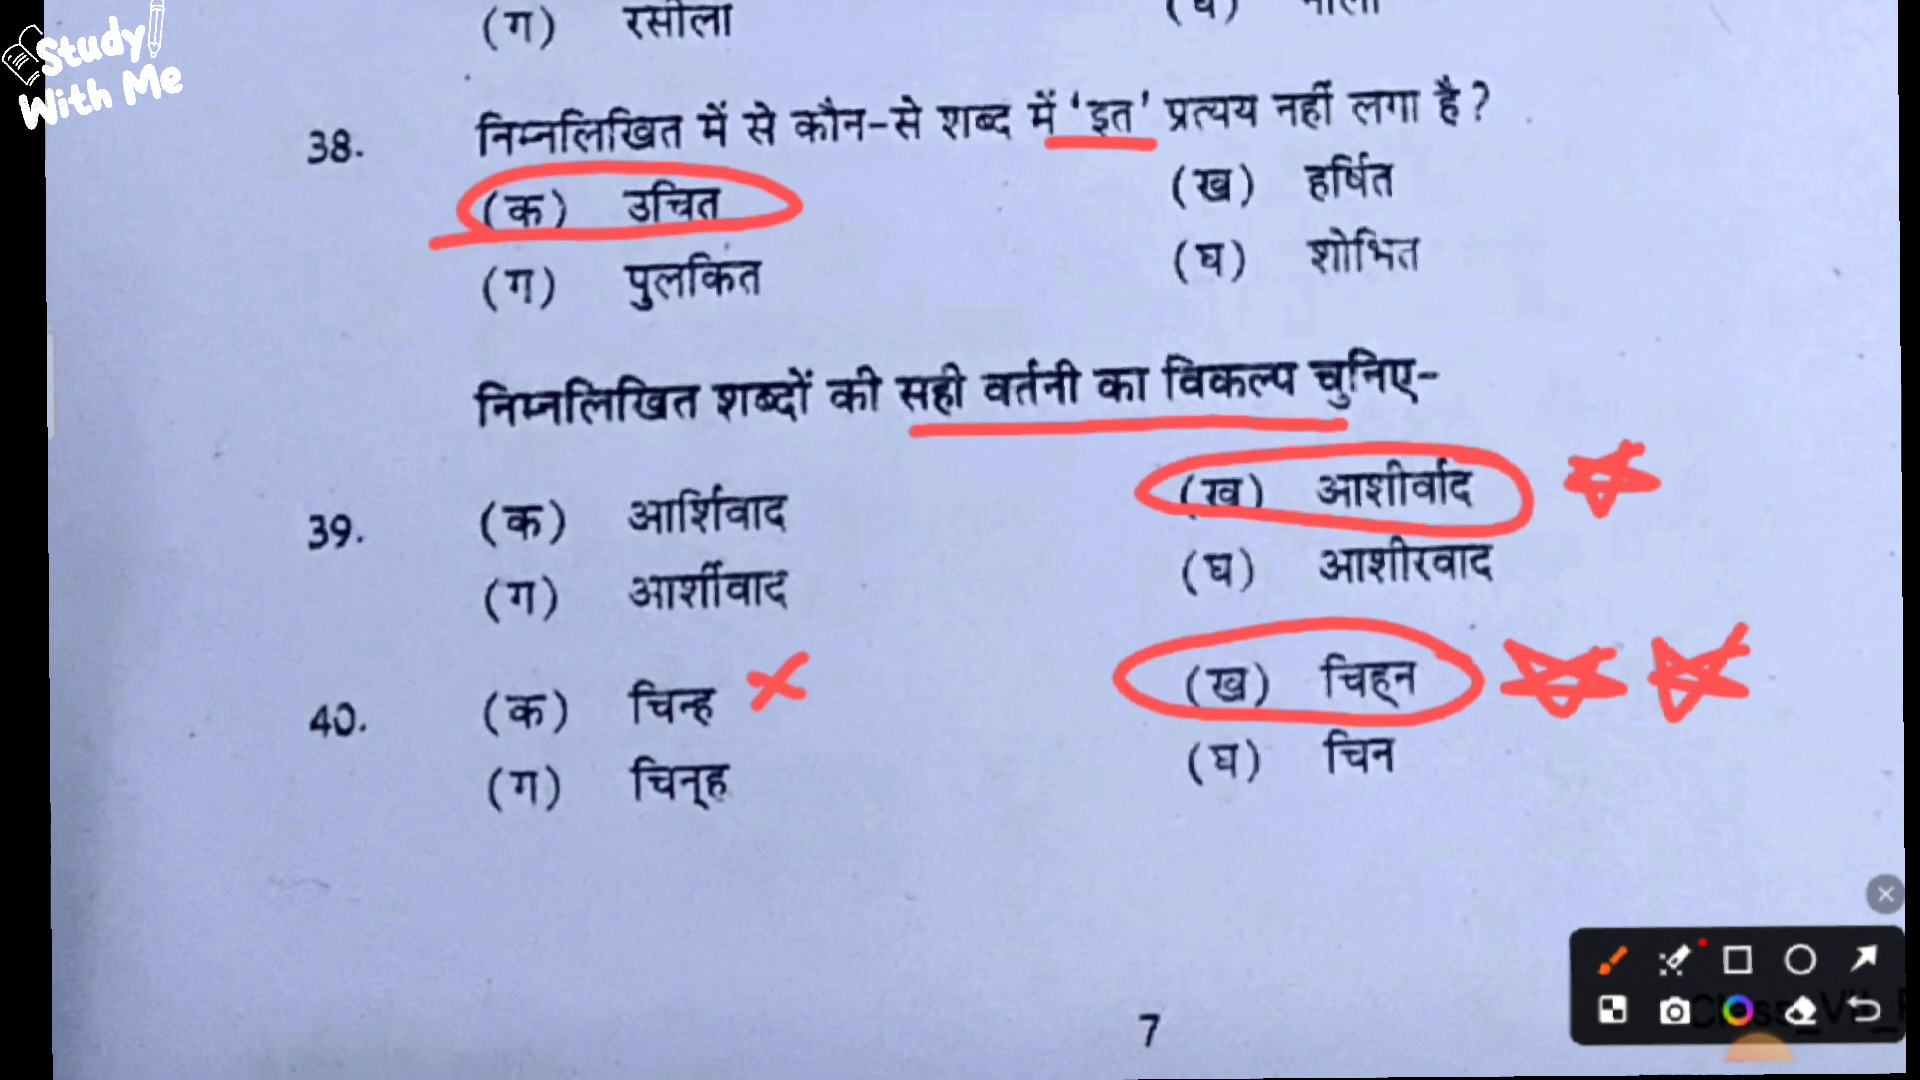 Study
With Me
(ग) रसीला
38. निम्नलिखित में से कौन-से शब्द में 'इत' प्रत्यय नहीं लगा है?
(क) उचित (ख) हर्षित
(ग) पुलकित (घ) शोभित
निम्नलिखित शब्दों की सही वर्तनी का विकल्प चुनिए-
39. (क) आर्शिवाद (ख) आशीर्वाद
(ग) आर्शीवाद (घ) आशीरवाद
40. (क) चिन्ह (ख) चिह्‌न
(ग) चिन्‌ह (घ) चिन
7